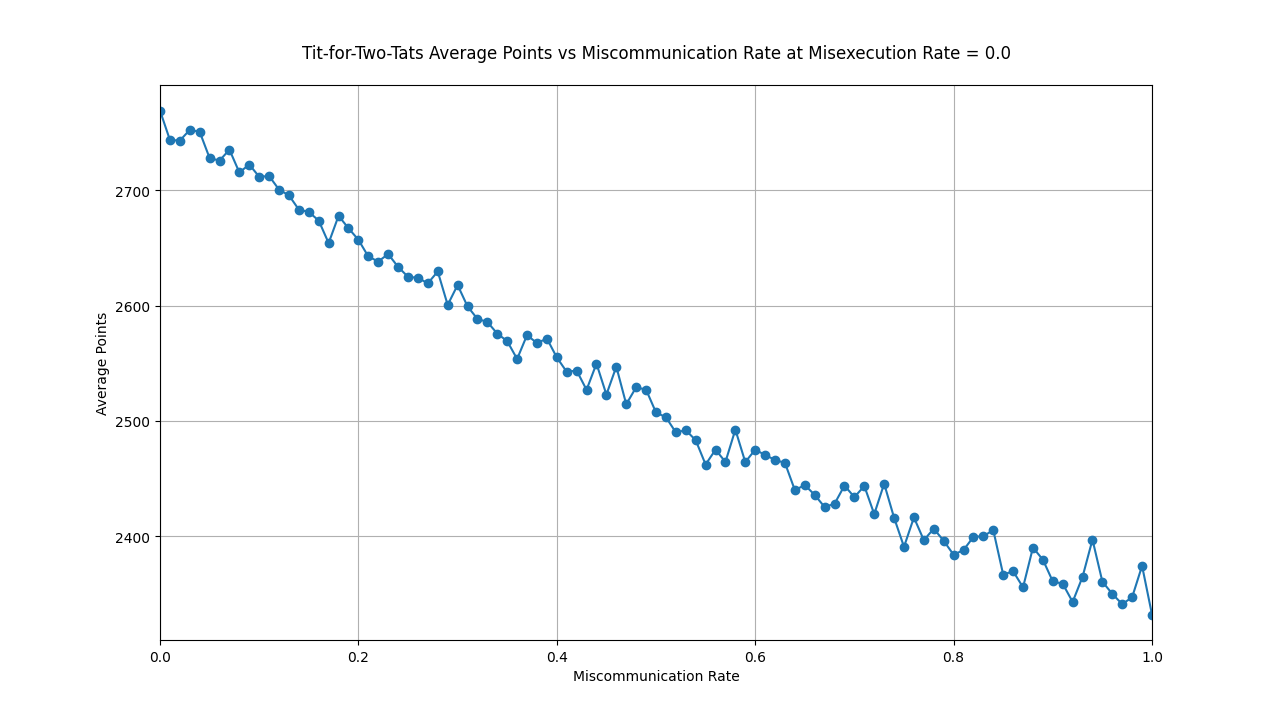 Tit-for-Two-Tats Average Points vs Miscommunication Rate at Misexecution Rate = 0.0
Average Points
2700
2600
2500
2400
0.0 0.2 0.4 0.6 0.8 1.0
Miscommunication Rate